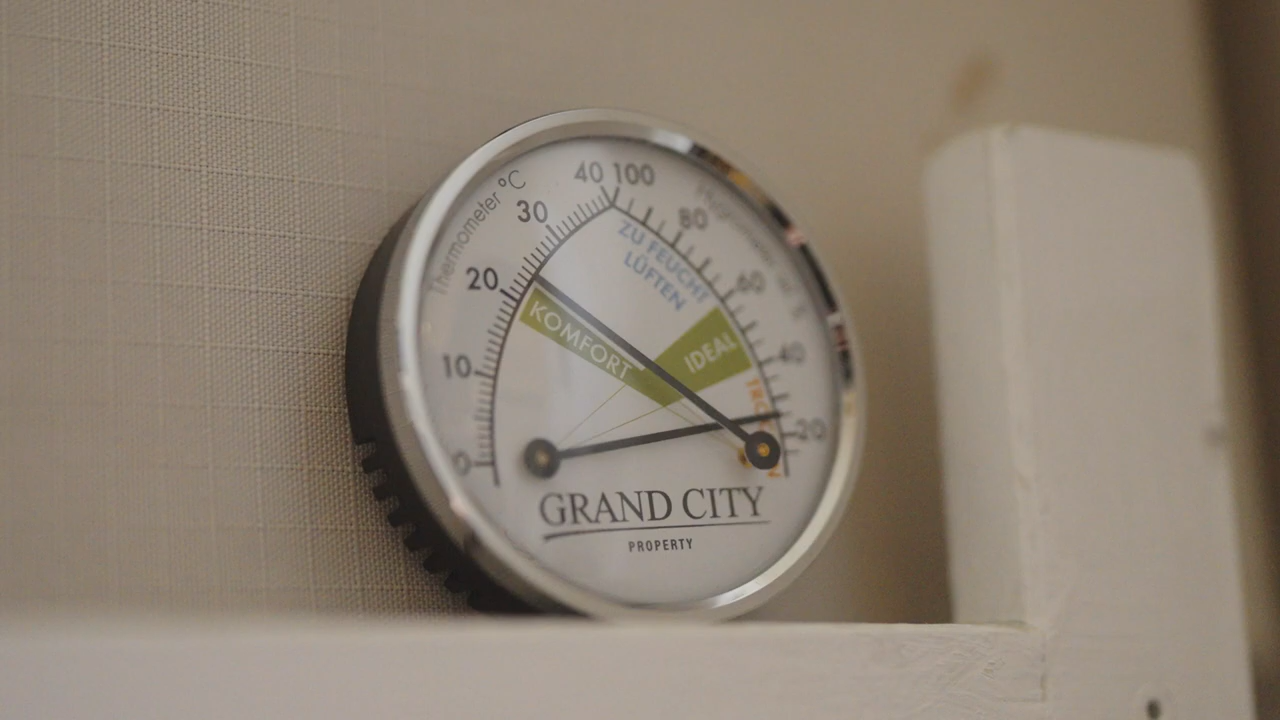 Thermometer °C
40
30
20
10
0
100
80
60
40
20
ZU FEUCHT
LÜFTEN
KOMFORT
IDEAL
GRAND CITY
PROPERTY